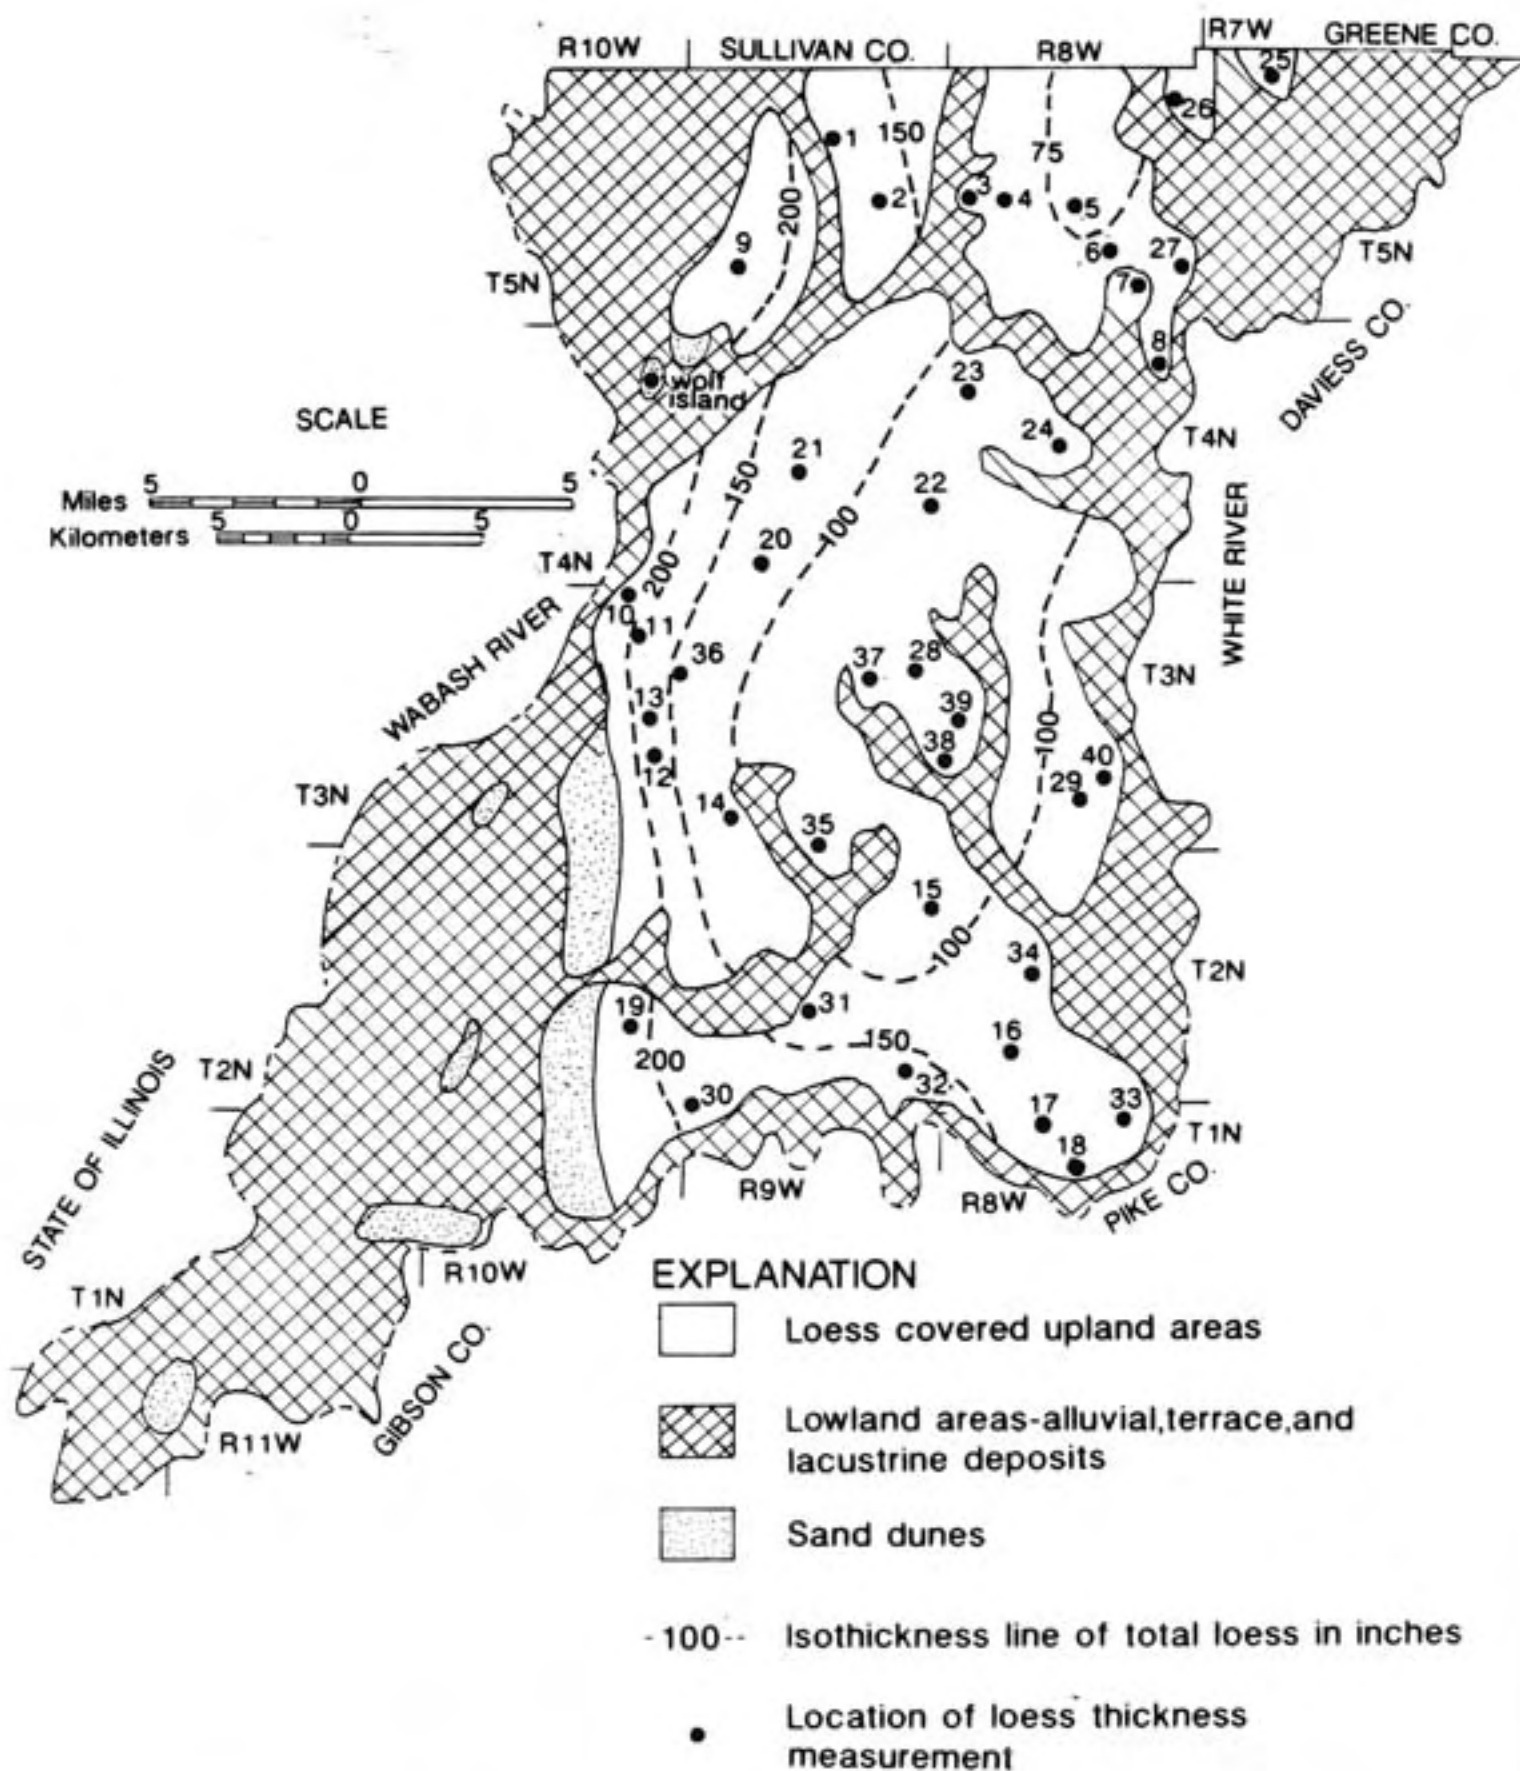 R10W SULLIVAN CO. R8W R7W GREENE CO.
25
26
1 150
75
2 3 4 5
200
9 6 27
7
T5N T5N
8
wolf
island
23
DAVIESS CO.
SCALE
24 T4N
21
5 0 5
Miles
150
22
5 0 5
Kilometers
100
20
T4N 200
WHITE RIVER
10
11
WABASH RIVER
36 37 28 T3N
13 39
100
38
12 40
29
T3N 14
35
15
100
34 T2N
19 31
16
150
200
T2N
32
30 17 33
T1N
18
STATE OF ILLINOIS
R9W R8W
PIKE CO.
R10W
T1N
GIBSON CO.
R11W
EXPLANATION
Loess covered upland areas
Lowland areas-alluvial,terrace,and
lacustrine deposits
Sand dunes
-100-- Isothickness line of total loess in inches
Location of loess thickness
measurement